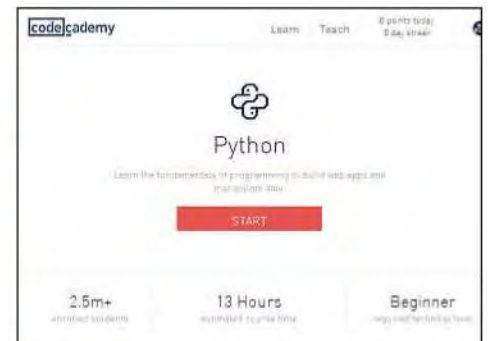 codecademy
Learn Teach 0 points today
0 day streak
Python
Learn the fundamentals of programming to build web apps and
manipulate data
START
2.5m+ 13 Hours Beginner
enrolled students estimated course time required technical level